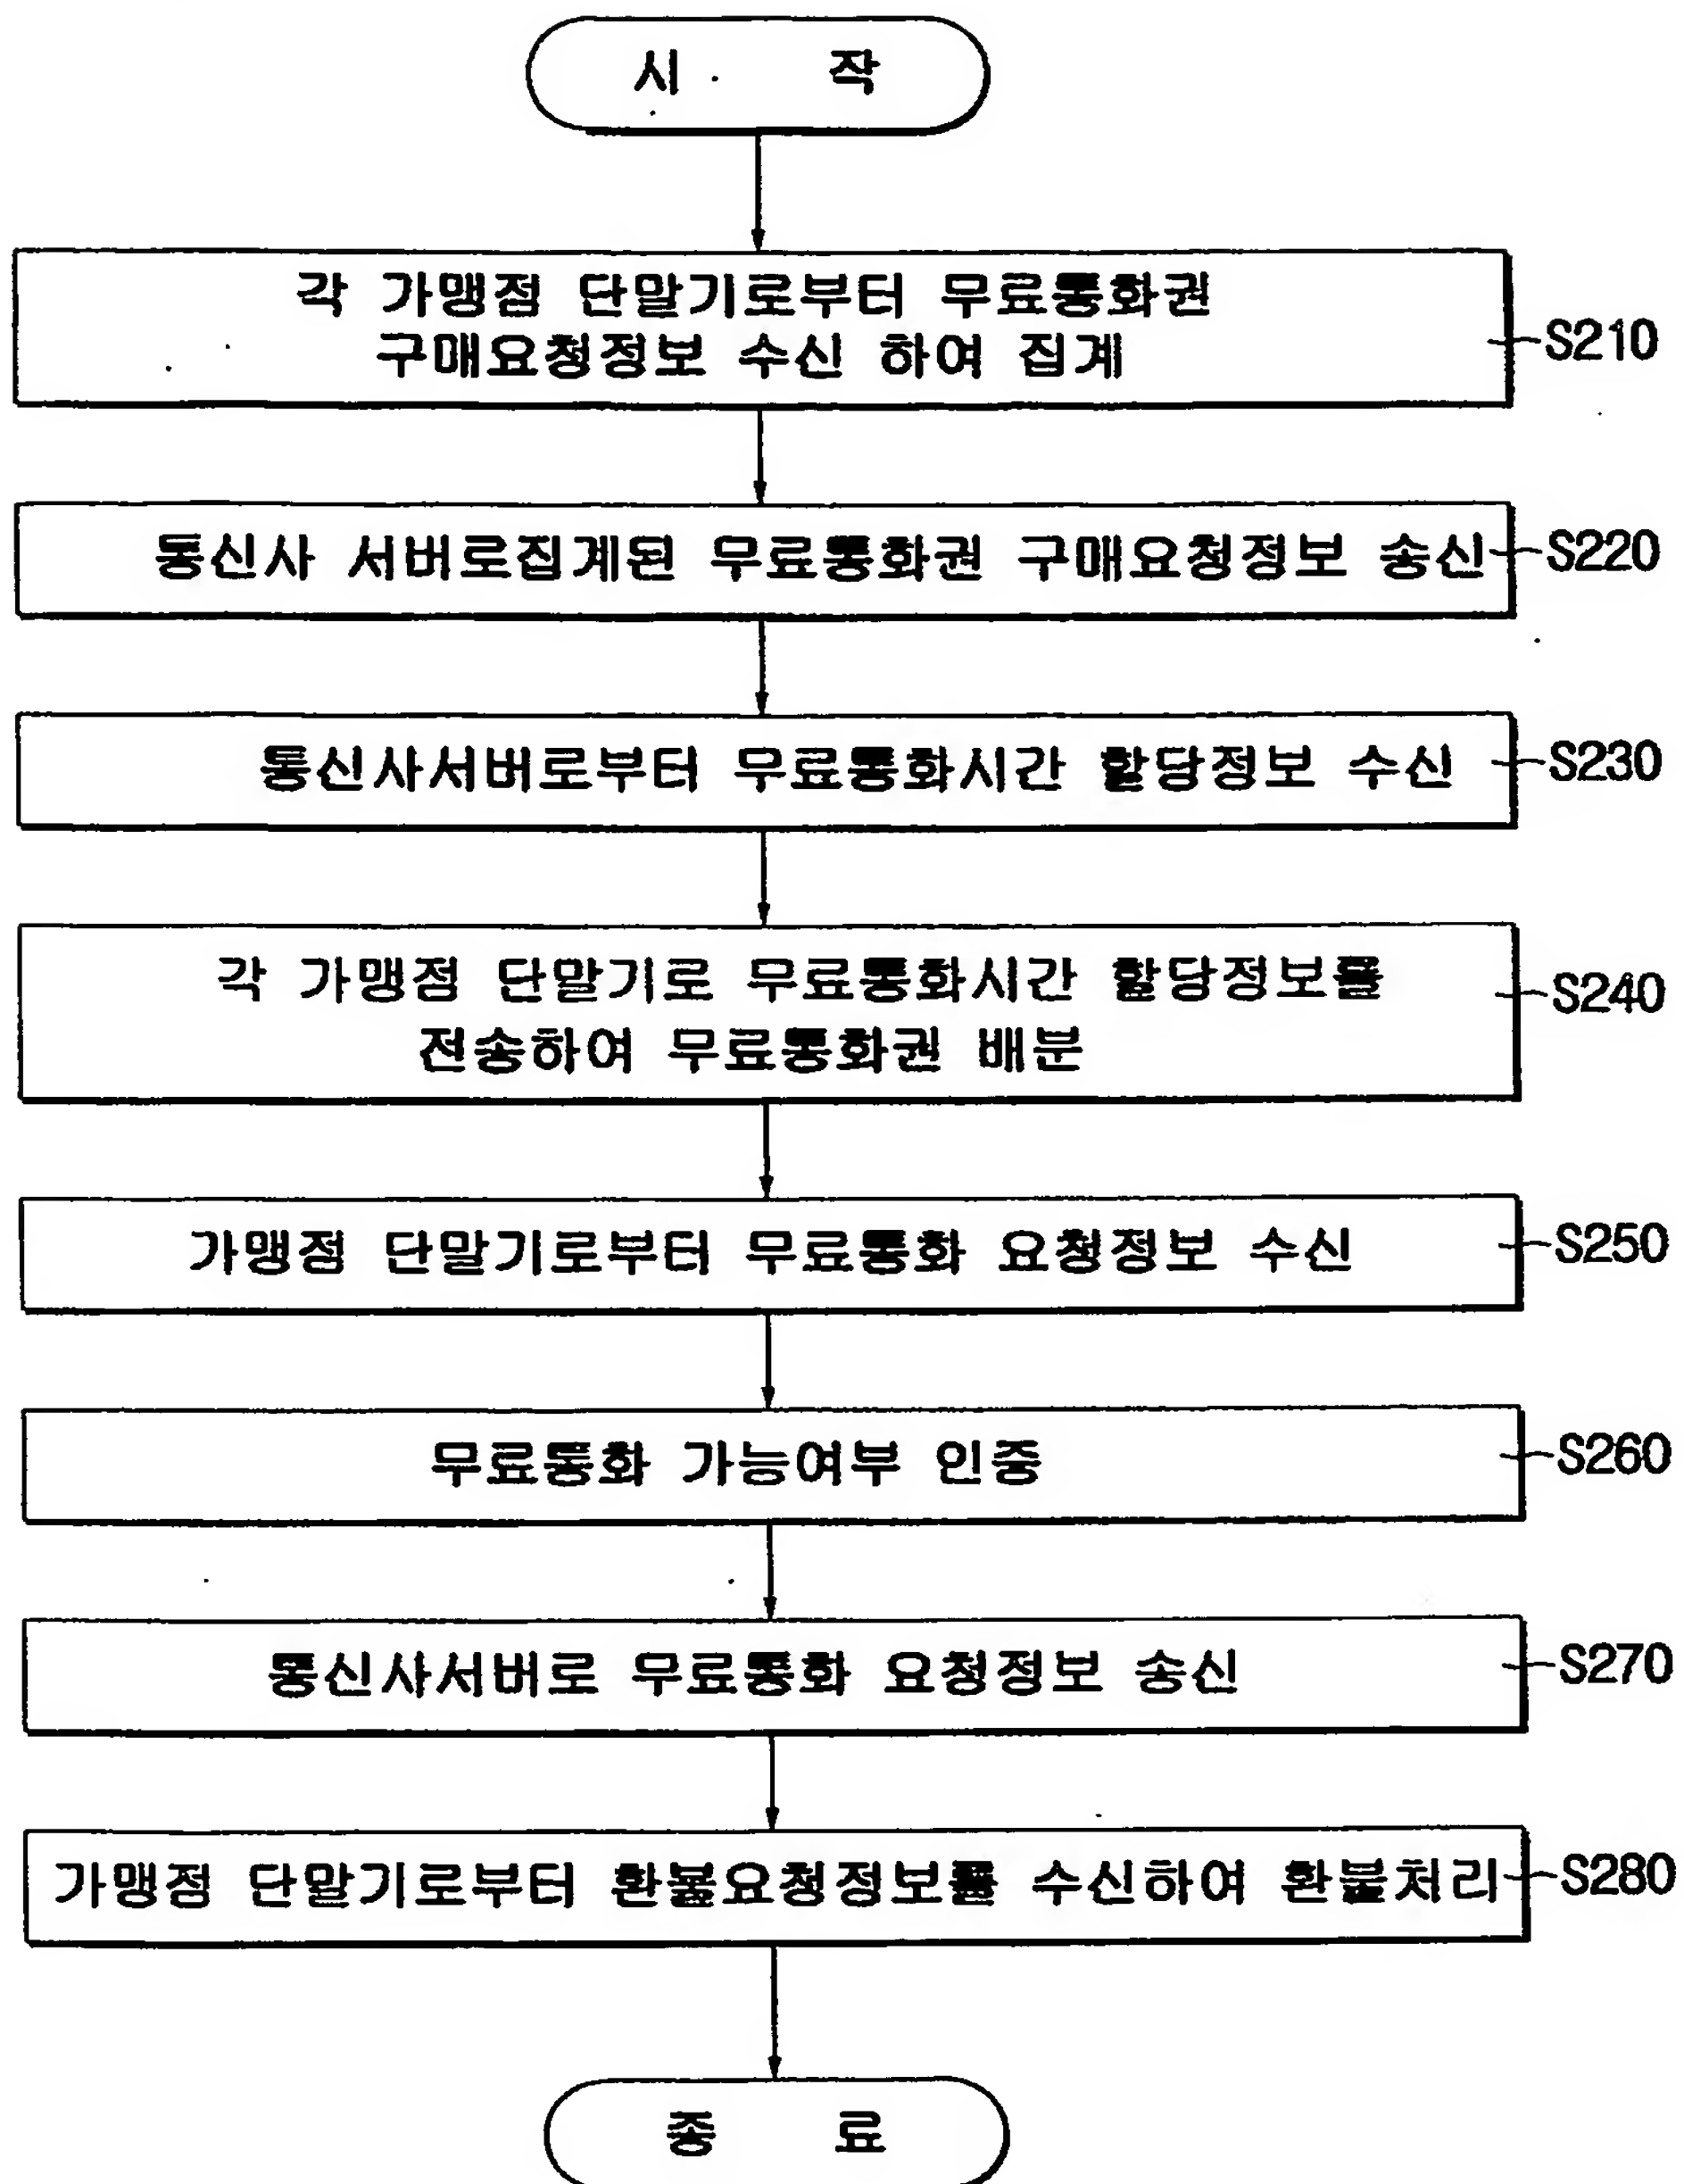 시 작
각 가맹점 단말기로부터 무료통화권
구매요청정보 수신 하여 집계
S210
통신사 서버로집계된 무료통화권 구매요청정보 송신
S220
통신사서버로부터 무료통화시간 할당정보 수신
S230
각 가맹점 단말기로 무료통화시간 할당정보를
전송하여 무료통화권 배분
S240
가맹점 단말기로부터 무료통화 요청정보 수신
S250
무료통화 가능여부 인증
S260
통신사서버로 무료통화 요청정보 송신
S270
가맹점 단말기로부터 환불요청정보를 수신하여 환불처리
S280
종 료